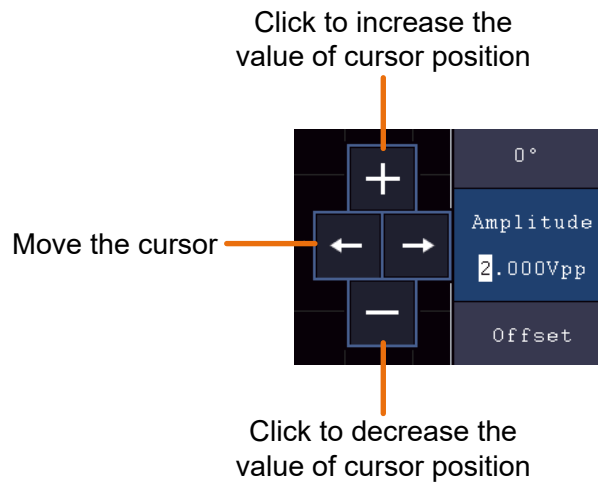 Click to increase the
value of cursor position
0°
Amplitude
Move the cursor
2.000Vpp
Offset
Click to decrease the
value of cursor position